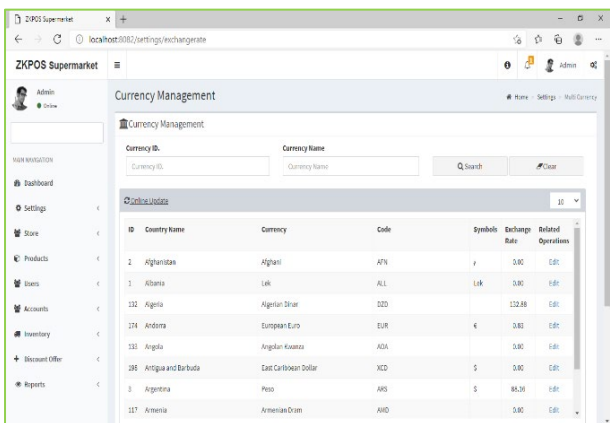 ZKPOS Supermarket
localhost:8082/settings/exchangerate
ZKPOS Supermarket
Admin
Admin
Online
Currency Management
Home Settings Multi Currency
Currency Management
Currency ID.
Currency Name
Currency ID.
Currency Name
Search
Clear
MAIN NAVIGATION
Dashboard
Settings
Store
Products
Users
Accounts
Inventory
Discount Offer
Reports
Online Update
10
ID Country Name Currency Code Symbols Exchange Rate Related Operations
2 Afghanistan Afghani AFN 0.00 Edit
1 Albania Lek ALL Lek 0.00 Edit
132 Algeria Algerian Dinar DZD 132.88 Edit
174 Andorra European Euro EUR € 0.83 Edit
133 Angola Angolan Kwanza AOA 0.00 Edit
Antigua and Barbuda East Caribbean Dollar XCD $ 0.00 Edit
3 Argentina Peso $ Edit
117 Armenia Armenian Dram AMD 0.00 Edit